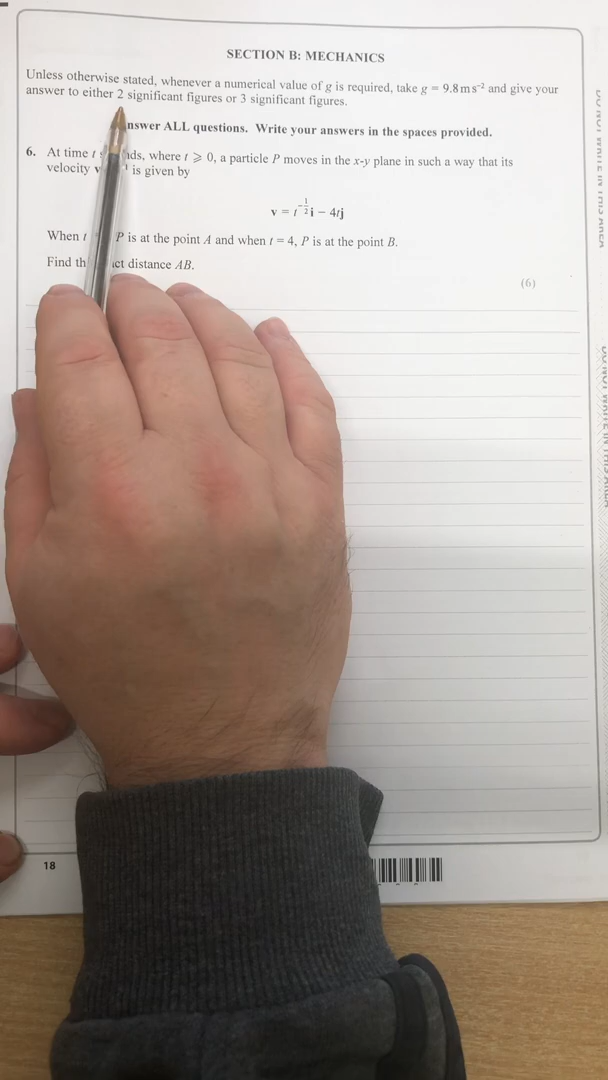 SECTION B: MECHANICS
Unless otherwise stated, whenever a numerical value of g is required, take g = 9.8 m s⁻² and give your
answer to either 2 significant figures or 3 significant figures.
nswer ALL questions. Write your answers in the spaces provided.
6. At time t s nds, where t ⩾ 0, a particle P moves in the x-y plane in such a way that its
velocity v ⁻¹ is given by
v = t^(-1/2) i − 4t j
When t P is at the point A and when t = 4, P is at the point B.
Find th ct distance AB.
(6)
18